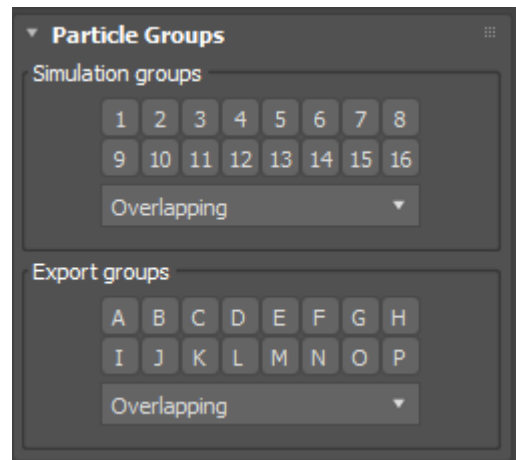 Particle Groups
Simulation groups
1 2 3 4 5 6 7 8
9 10 11 12 13 14 15 16
Overlapping
Export groups
A B C D E F G H
I J K L M N O P
Overlapping